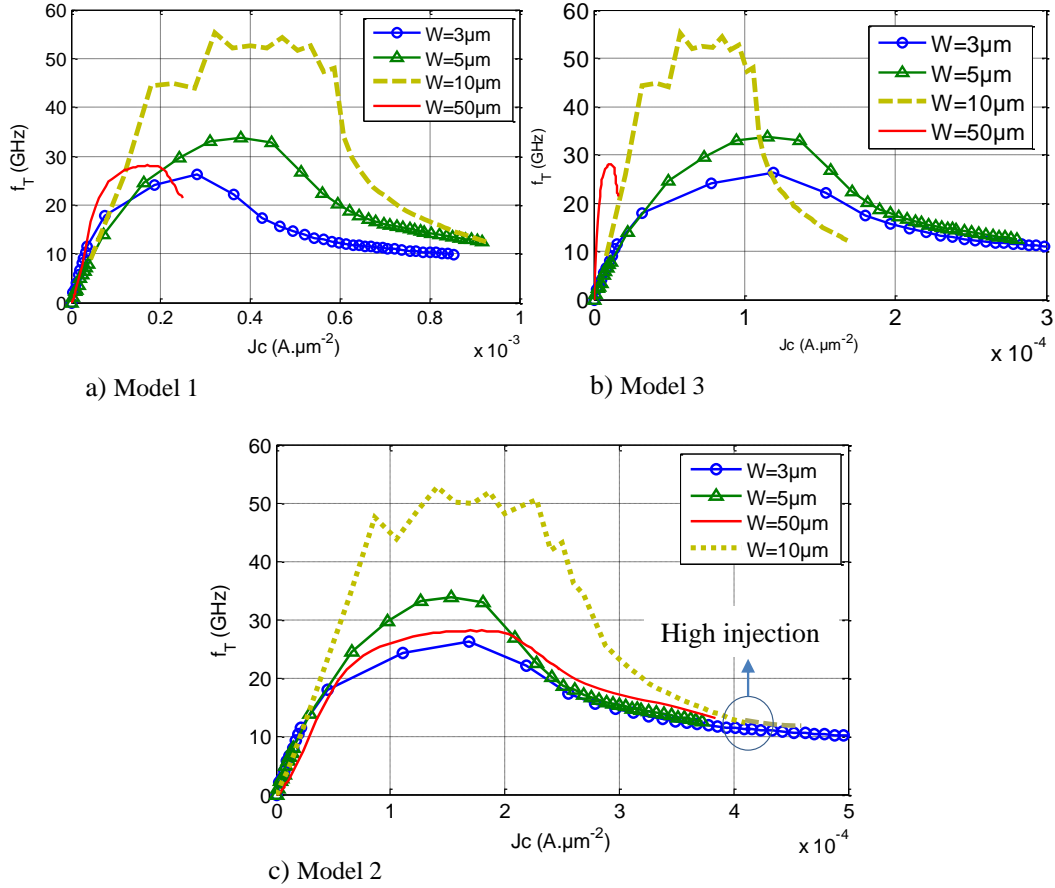 60
50
40
30
20
10
0
f_T (GHz)
0
0.2
0.4
0.6
0.8
1
Jc (A.µm⁻²)
x 10⁻³
W=3µm
W=5µm
W=10µm
W=50µm
a) Model 1
60
50
40
30
20
10
0
f_T (GHz)
0
1
2
3
Jc (A.µm⁻²)
x 10⁻⁴
W=3µm
W=5µm
W=10µm
W=50µm
b) Model 3
60
50
40
30
20
10
0
f_T (GHz)
0
1
2
3
4
5
Jc (A.µm⁻²)
x 10⁻⁴
W=3µm
W=5µm
W=50µm
W=10µm
High injection
c) Model 2